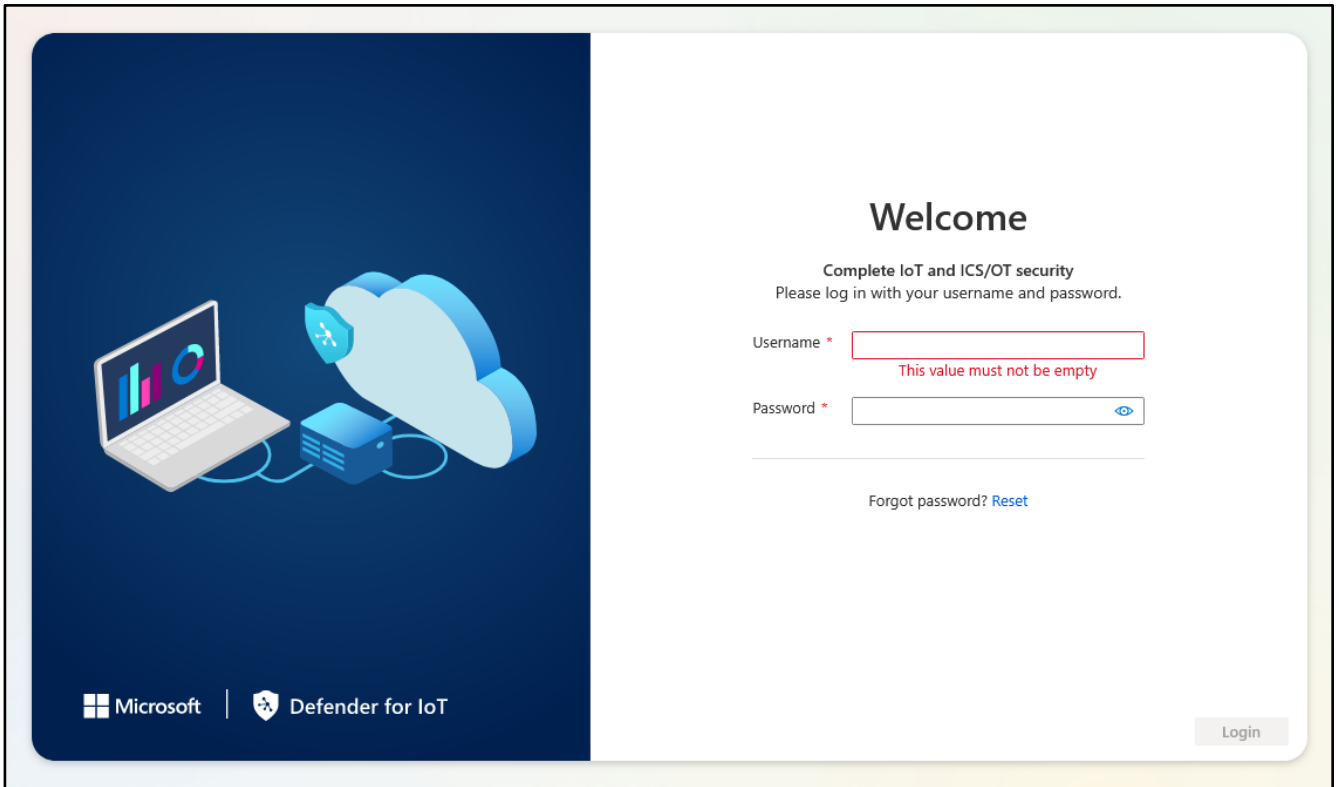 Welcome
Complete IoT and ICS/OT security
Please log in with your username and password.
Username *
This value must not be empty
Password *
Forgot password? Reset
Microsoft | Defender for IoT
Login